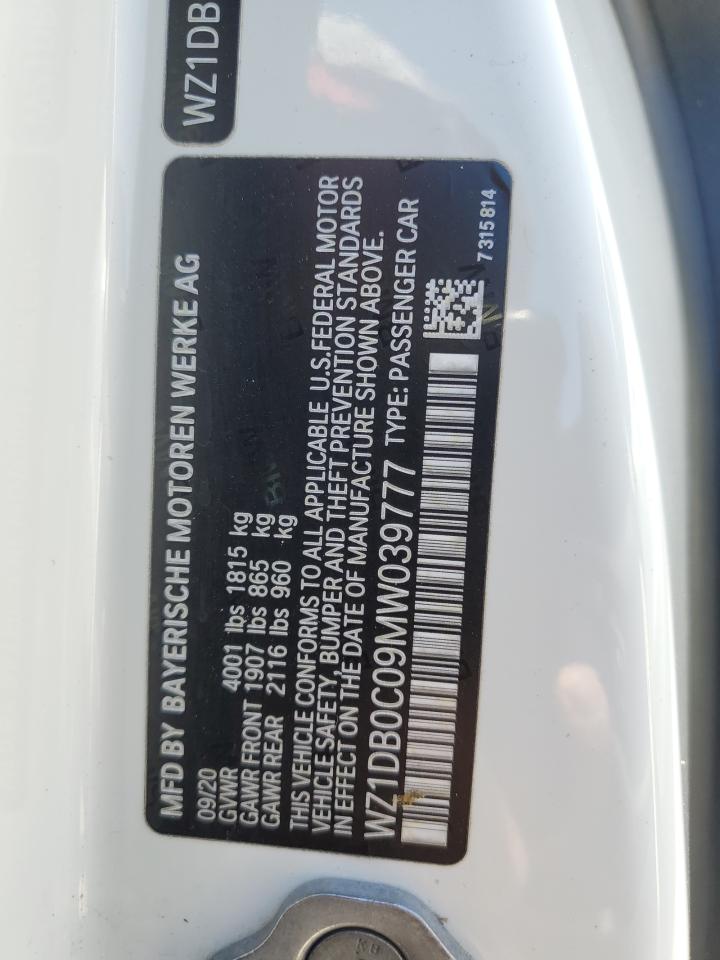 WZ1DB
MFD BY BAYERISCHE MOTOREN WERKE AG
09/20
GVWR 4001 lbs 1815 kg
GAWR FRONT 1907 lbs 865 kg
GAWR REAR 2116 lbs 960 kg
THIS VEHICLE CONFORMS TO ALL APPLICABLE U.S.FEDERAL MOTOR
VEHICLE SAFETY, BUMPER AND THEFT PREVENTION STANDARDS
IN EFFECT ON THE DATE OF MANUFACTURE SHOWN ABOVE.
WZ1DB0C09MW039777 TYPE: PASSENGER CAR
7315814